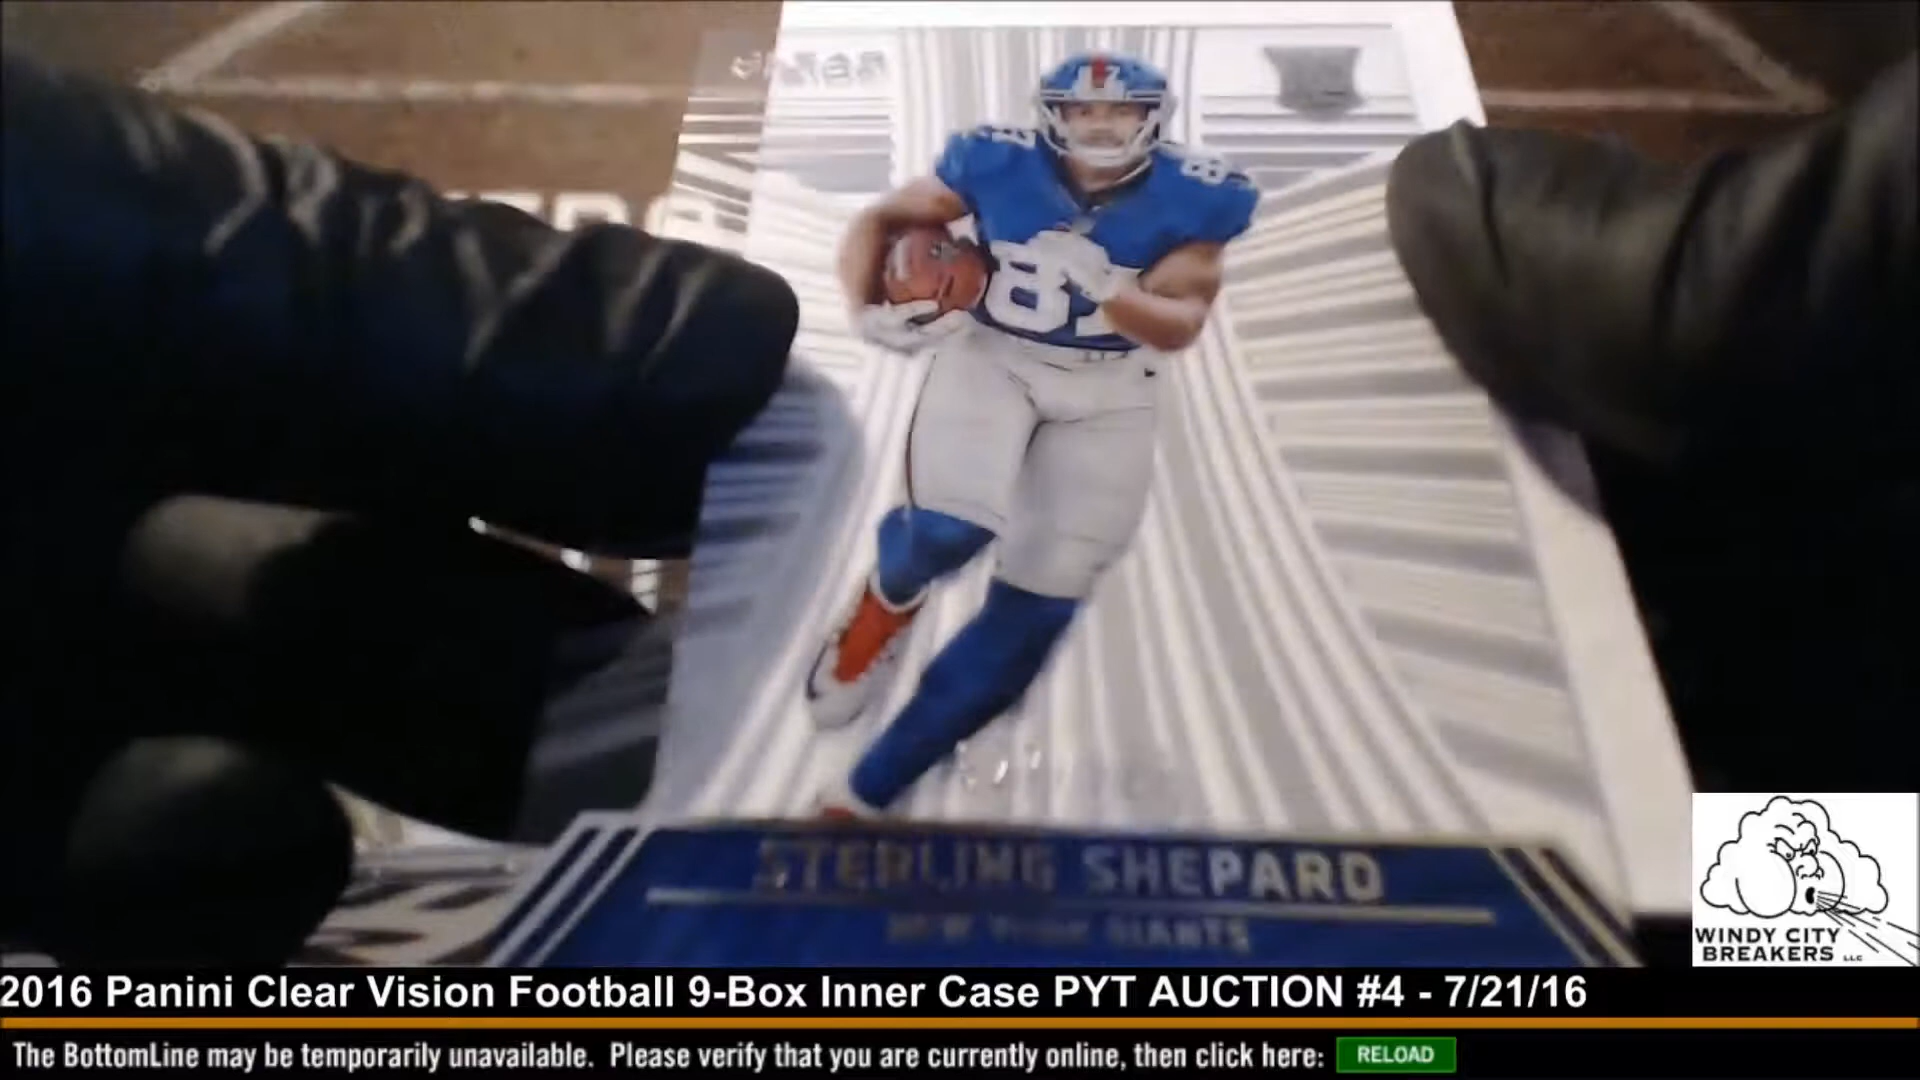 87
STERLING SHEPARD
NEW YORK GIANTS
WINDY CITY
BREAKERS LLC
2016 Panini Clear Vision Football 9-Box Inner Case PYT AUCTION #4 - 7/21/16
The BottomLine may be temporarily unavailable. Please verify that you are currently online, then click here: RELOAD